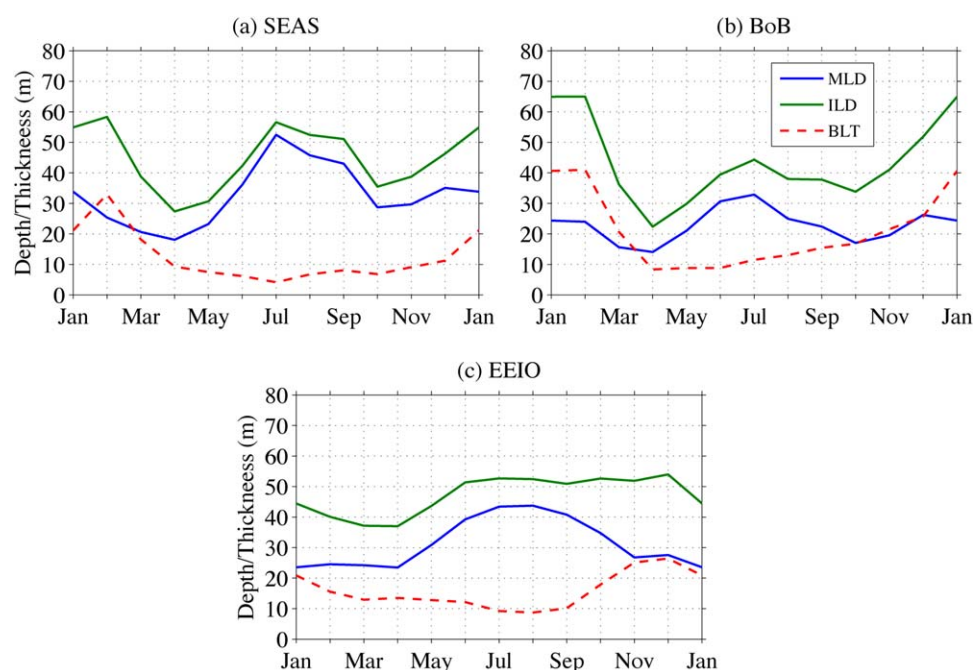 (a) SEAS
Depth/Thickneess (m)
80
70
60
50
40
30
20
10
0
Jan Mar May Jul Sep Nov Jan
(b) BoB
MLD
ILD
BLT
80
70
60
50
40
30
20
10
0
Jan Mar May Jul Sep Nov Jan
(c) EEIO
Depth/Thickneess (m)
80
70
60
50
40
30
20
10
0
Jan Mar May Jul Sep Nov Jan